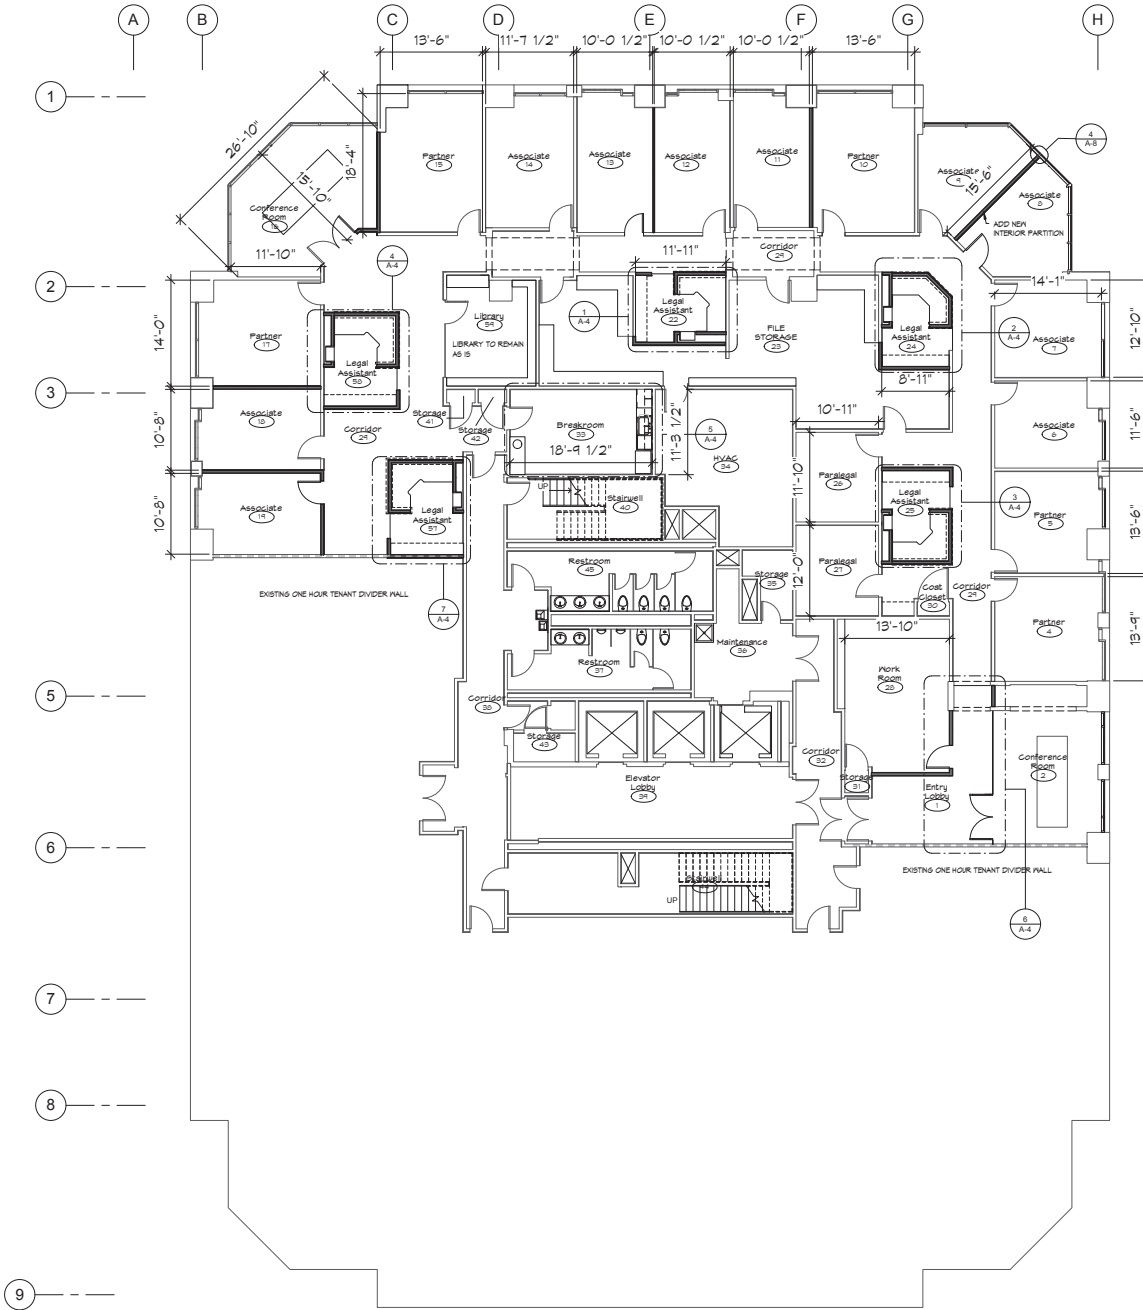 A B C D E F G H
13'-6" 11'-7 1/2" 10'-0 1/2" 10'-0 1/2" 10'-0 1/2" 13'-6"
1
26'-10"
15'-10"
18'-4"
Conference
Room
16
11'-10"
Partner
15
Associate
14
Associate
13
Associate
12
Associate
11
Partner
10
Associate
9
15'-6"
Associate
8
4
A-8
ADD NEW
INTERIOR PARTITION
Corridor
29
4
A-4
2
14'-0"
Partner
17
Legal
Assistant
58
Library
59
LIBRARY TO REMAIN
AS IS
1
A-4
11'-11"
Legal
Assistant
22
FILE
STORAGE
23
Legal
Assistant
24
8'-11"
2
A-4
14'-1"
Associate
7
12'-10"
3
10'-8"
Associate
18
Corridor
29
Storage
41
Storage
42
Breakroom
33
18'-9 1/2"
11'-3 1/2"
5
A-4
HVAC
34
10'-11"
11'-10"
Paralegal
26
Legal
Assistant
25
3
A-4
Associate
6
11'-6"
10'-8"
Associate
19
Legal
Assistant
57
UP
Stairwell
40
Partner
5
13'-6"
EXISTING ONE HOUR TENANT DIVIDER WALL
7
A-4
Restroom
45
Storage
35
12'-0"
Paralegal
27
Coat
Closet
30
Corridor
29
Partner
4
13'-9"
Restroom
37
Maintenance
36
13'-10"
Work
Room
28
5
Corridor
38
Storage
43
Elevator
Lobby
39
Corridor
32
Storage
31
Entry
Lobby
1
Conference
Room
2
6
EXISTING ONE HOUR TENANT DIVIDER WALL
Stairwell
UP
6
A-4
7
8
9